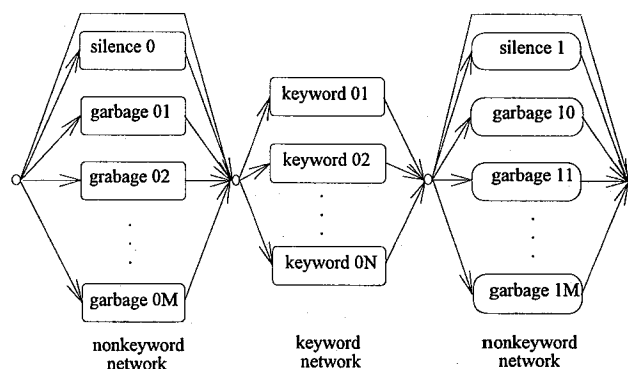 silence 0
garbage 01
grabage 02
garbage 0M
nonkeyword
network
keyword 01
keyword 02
keyword 0N
keyword
network
silence 1
garbage 10
garbage 11
garbage 1M
nonkeyword
network